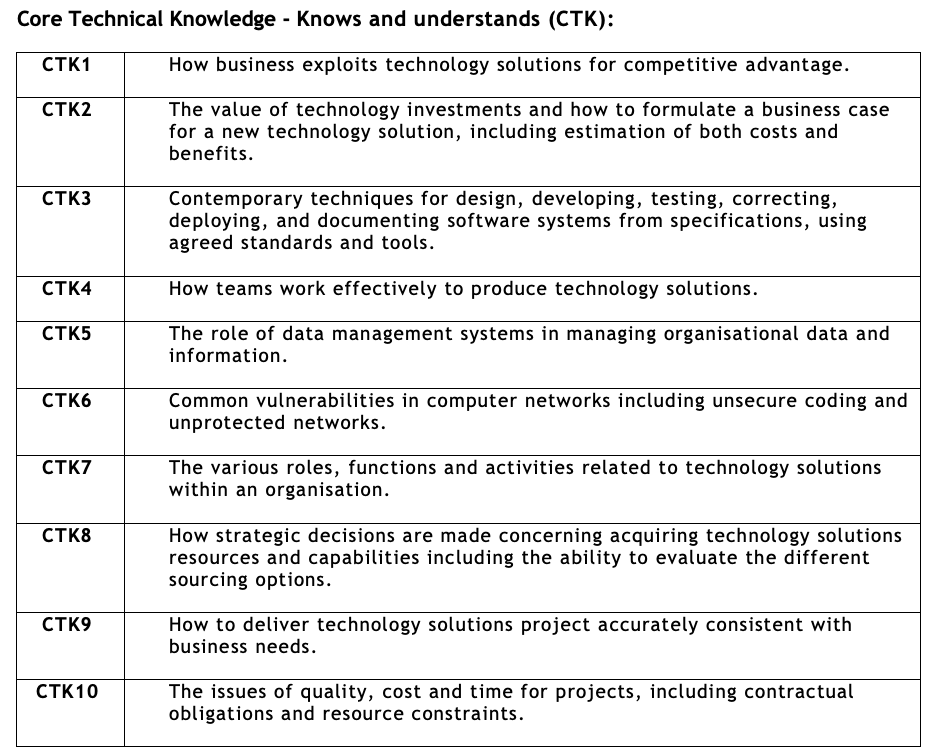 Core Technical Knowledge - Knows and understands (CTK):
CTK1 How business exploits technology solutions for competitive advantage.
CTK2 The value of technology investments and how to formulate a business case
for a new technology solution, including estimation of both costs and
benefits.
CTK3 Contemporary techniques for design, developing, testing, correcting,
deploying, and documenting software systems from specifications, using
agreed standards and tools.
CTK4 How teams work effectively to produce technology solutions.
CTK5 The role of data management systems in managing organisational data and
information.
CTK6 Common vulnerabilities in computer networks including unsecure coding and
unprotected networks.
CTK7 The various roles, functions and activities related to technology solutions
within an organisation.
CTK8 How strategic decisions are made concerning acquiring technology solutions
resources and capabilities including the ability to evaluate the different
sourcing options.
CTK9 How to deliver technology solutions project accurately consistent with
business needs.
CTK10 The issues of quality, cost and time for projects, including contractual
obligations and resource constraints.